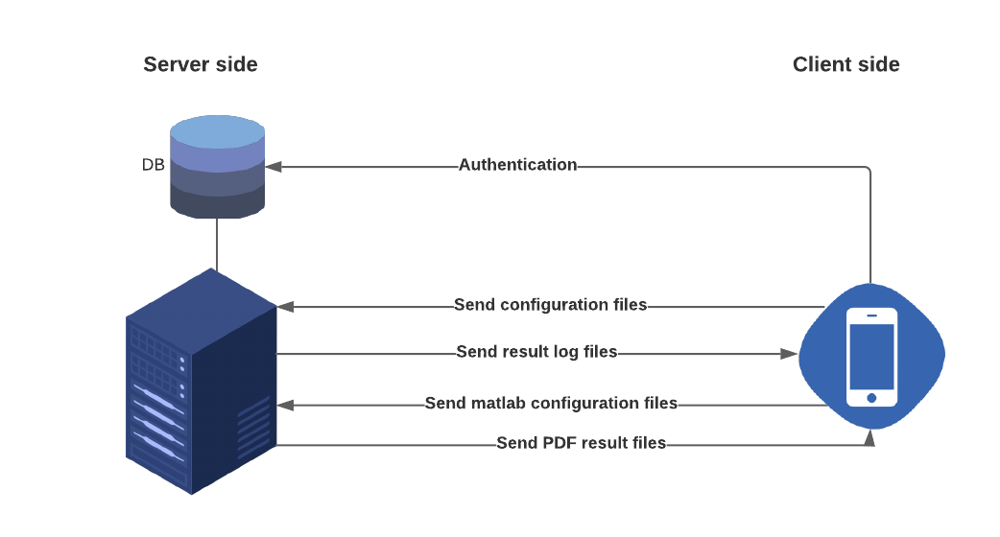 Server side
Client side
DB
Authentication
Send configuration files
Send result log files
Send matlab configuration files
Send PDF result files